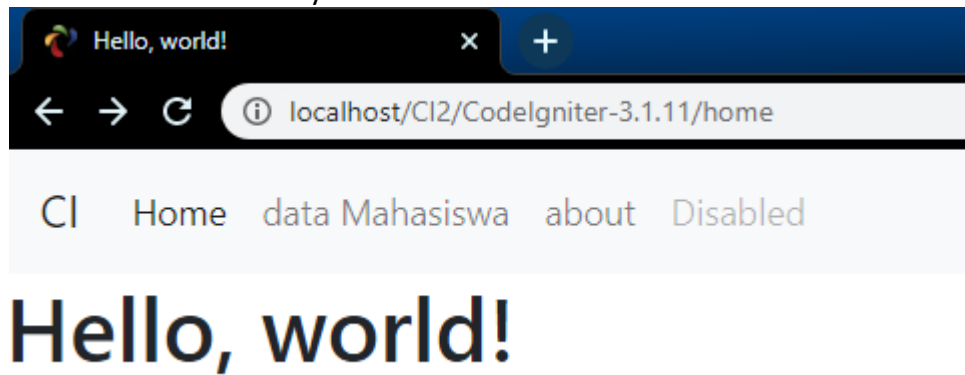 Hello, world!
localhost/CI2/CodeIgniter-3.1.11/home
CI Home data Mahasiswa about Disabled
Hello, world!